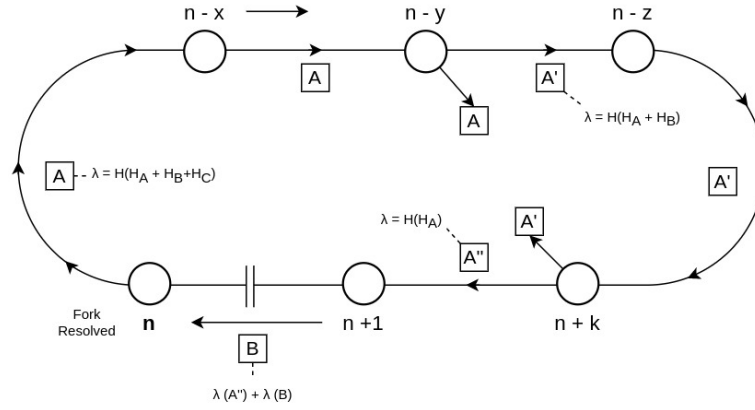 n - x
n - y
n - z
A
A'
A
λ = H(H_A + H_B)
A
λ = H(H_A + H_B+H_C)
A'
λ = H(H_A)
A'
A"
Fork
Resolved
n
n +1
n + k
B
λ (A") + λ (B)